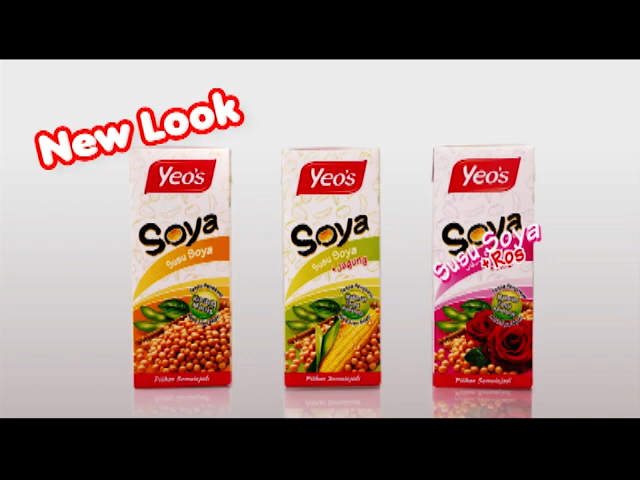 New Look
Yeo's
Soya
Susu Soya
Pilihan Semulajadi
Yeo's
Soya
Susu Soya
+Jagung
Pilihan Semulajadi
Yeo's
Soya
Susu Soya
+Ros
Pilihan Semulajadi